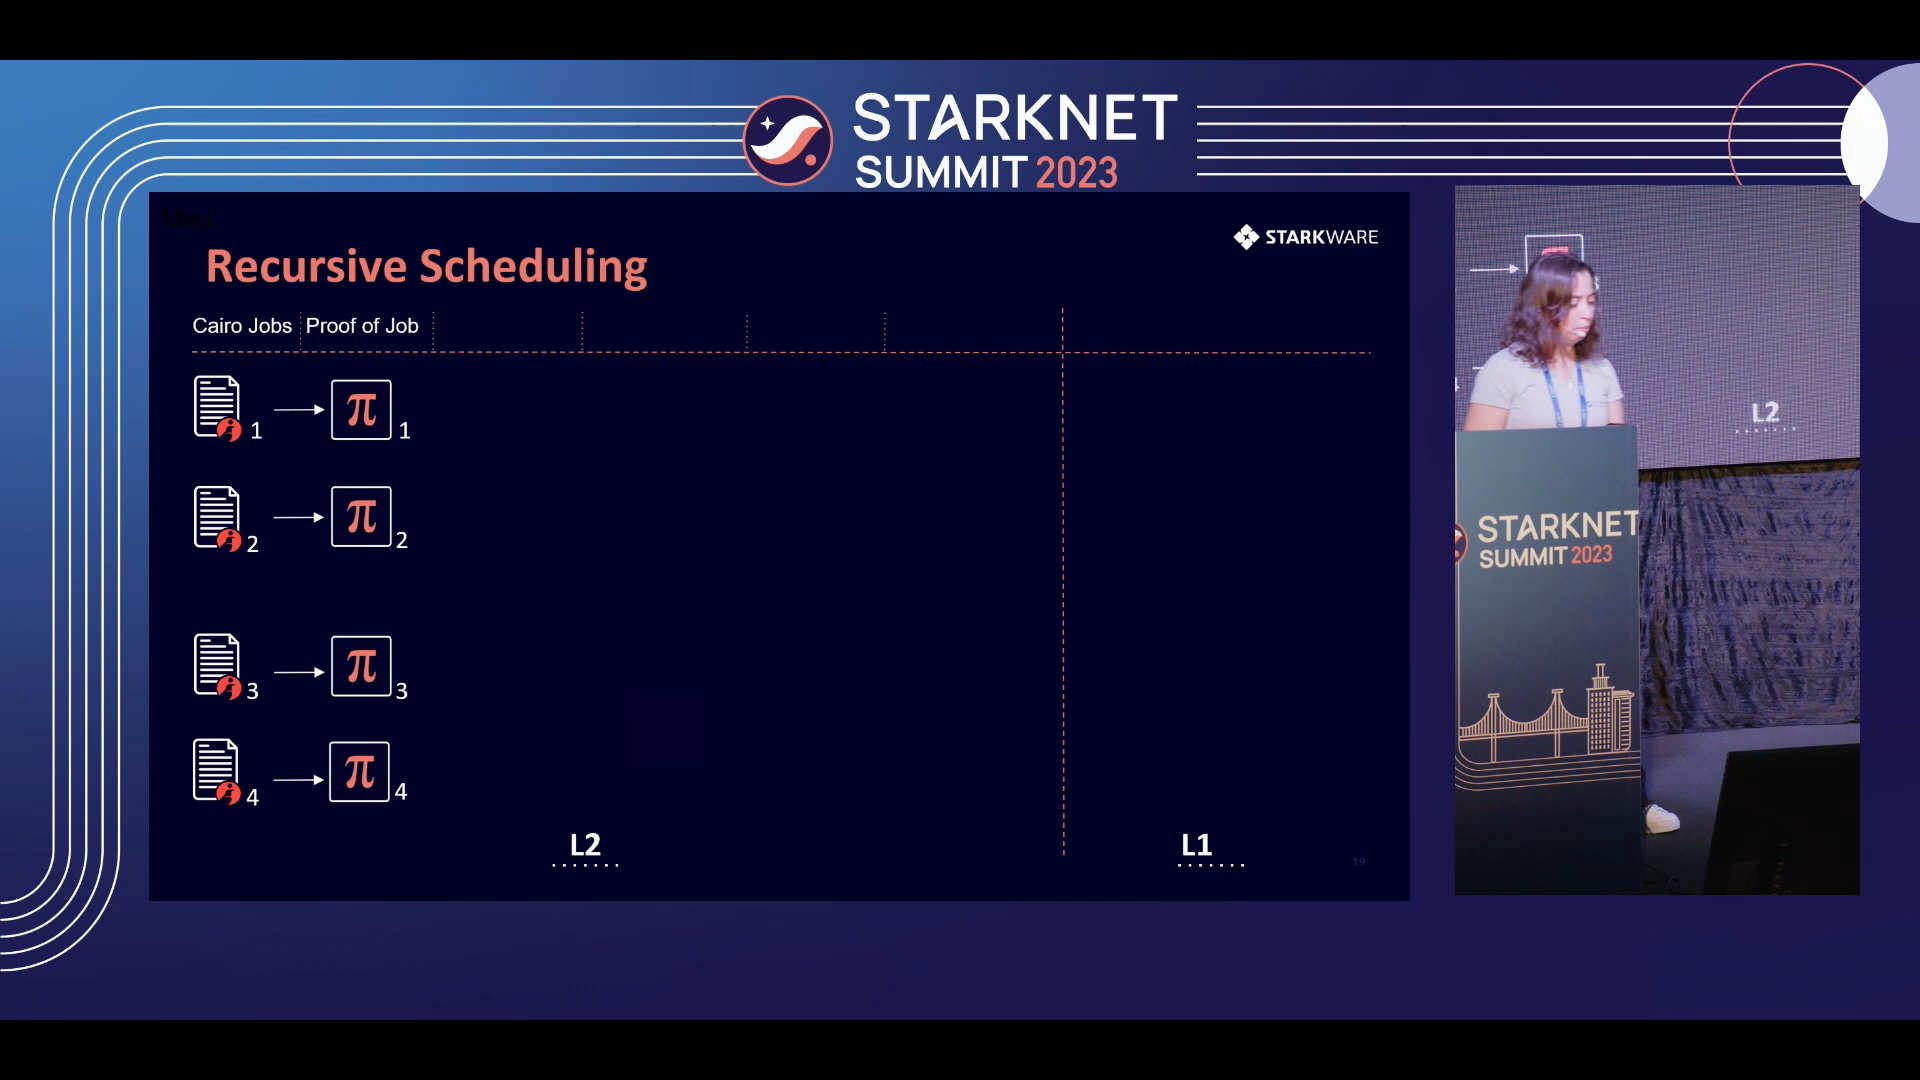 STARKNET
SUMMIT 2023
STARKWARE
Recursive Scheduling
Cairo Jobs
Proof of Job
1
π
1
2
π
2
3
π
3
4
π
4
L2
L1
19
L2
STARKNET
SUMMIT 2023